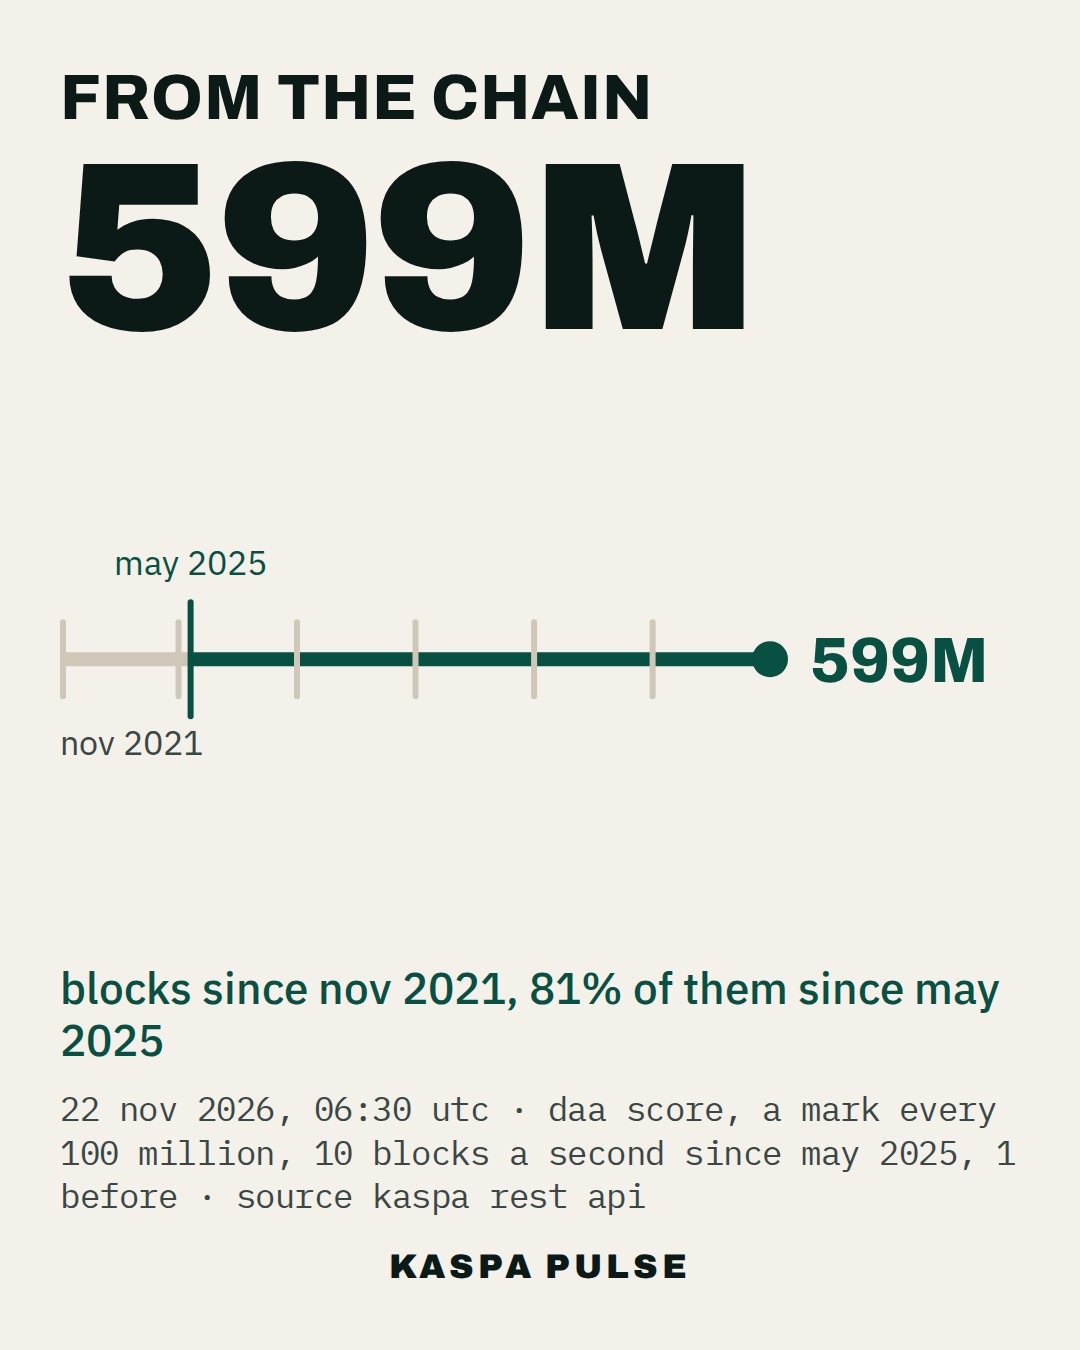 FROM THE CHAIN
599M
may 2025
599M
nov 2021
blocks since nov 2021, 81% of them since may
2025
22 nov 2026, 06:30 utc · daa score, a mark every
100 million, 10 blocks a second since may 2025, 1
before · source kaspa rest api
KASPA PULSE